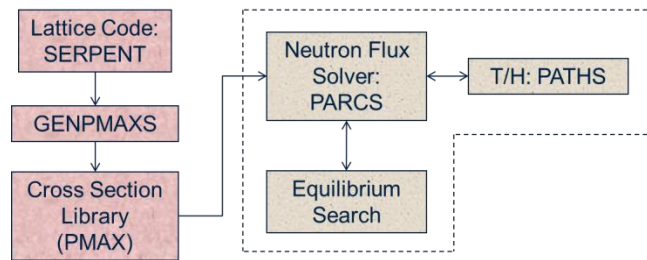 Lattice Code:
SERPENT
GENPMAXS
Cross Section
Library
(PMAX)
Neutron Flux
Solver:
PARCS
T/H: PATHS
Equilibrium
Search